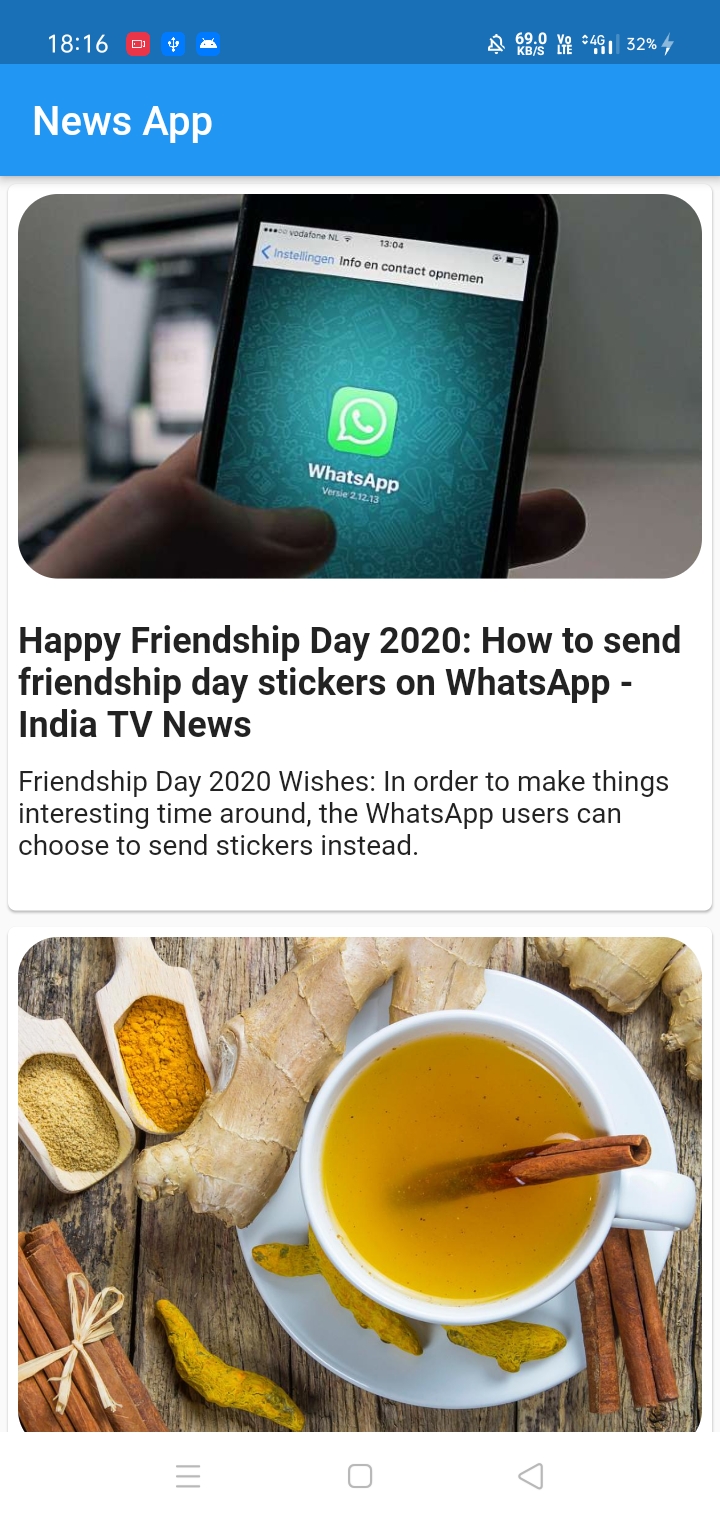 18:16
69.0
KB/S
Vo
LTE
4G
32%
News App
●●●○○ vodafone NL
13:04
Instellingen
Info en contact opnemen
WhatsApp
Versie 2.12.13
Happy Friendship Day 2020: How to send
friendship day stickers on WhatsApp -
India TV News
Friendship Day 2020 Wishes: In order to make things
interesting time around, the WhatsApp users can
choose to send stickers instead.